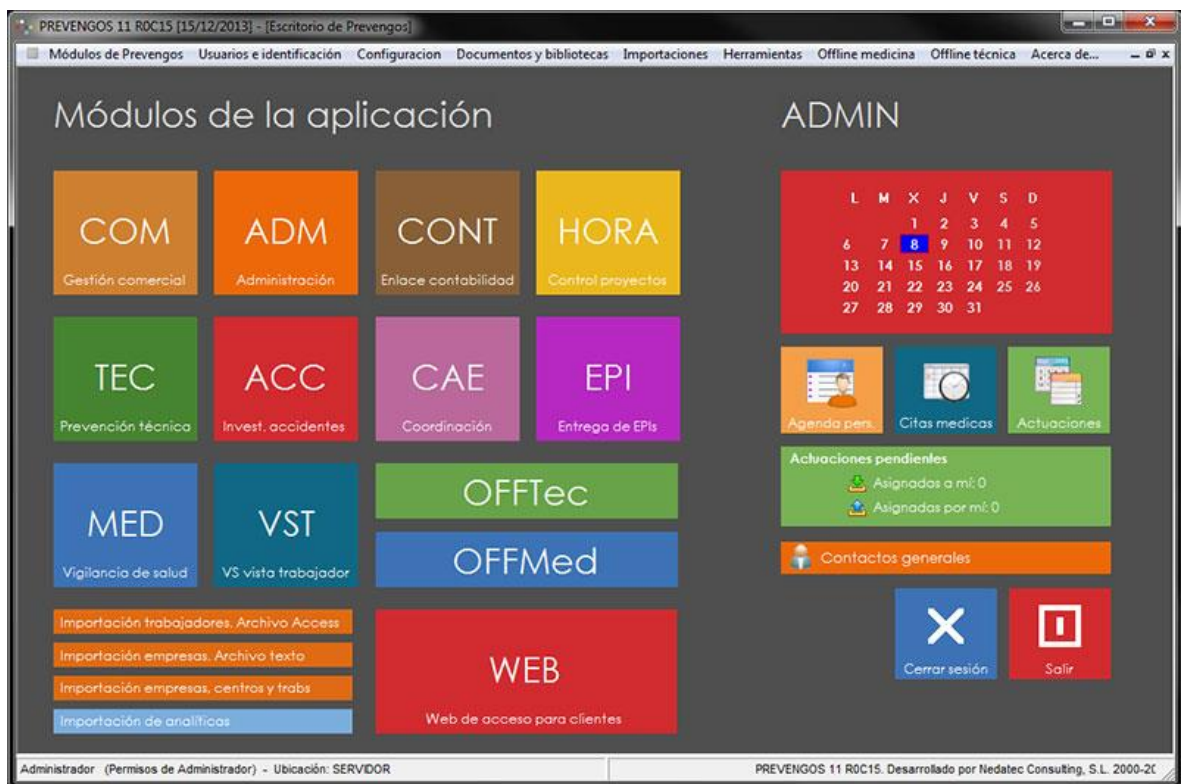 PREVENGOS 11 R0C15 [15/12/2013] - [Escritorio de Prevengos]
Módulos de Prevengos Usuarios e identificación Configuracion Documentos y bibliotecas Importaciones Herramientas Offline medicina Offline técnica Acerca de...
Módulos de la aplicación
COM
Gestión comercial
ADM
Administración
CONT
Enlace contabilidad
HORA
Control proyectos
TEC
Prevención técnica
ACC
Invest. accidentes
CAE
Coordinación
EPI
Entrega de EPIs
MED
Vigilancia de salud
VST
VS vista trabajador
OFFTec
OFFMed
Importación trabajadores. Archivo Access
Importación empresas. Archivo texto
Importación empresas, centros y trabs
Importación de analíticas
WEB
Web de acceso para clientes
ADMIN
L M X J V S D
1 2 3 4 5
6 7 8 9 10 11 12
13 14 15 16 17 18 19
20 21 22 23 24 25 26
27 28 29 30 31
Agenda pers.
Citas medicas
Actuaciones
Actuaciones pendientes
Asignadas a mí: 0
Asignadas por mí: 0
Contactos generales
Cerrar sesión
Salir
Administrador (Permisos de Administrador) - Ubicación: SERVIDOR
PREVENGOS 11 R0C15. Desarrollado por Nedatec Consulting, S.L. 2000-20